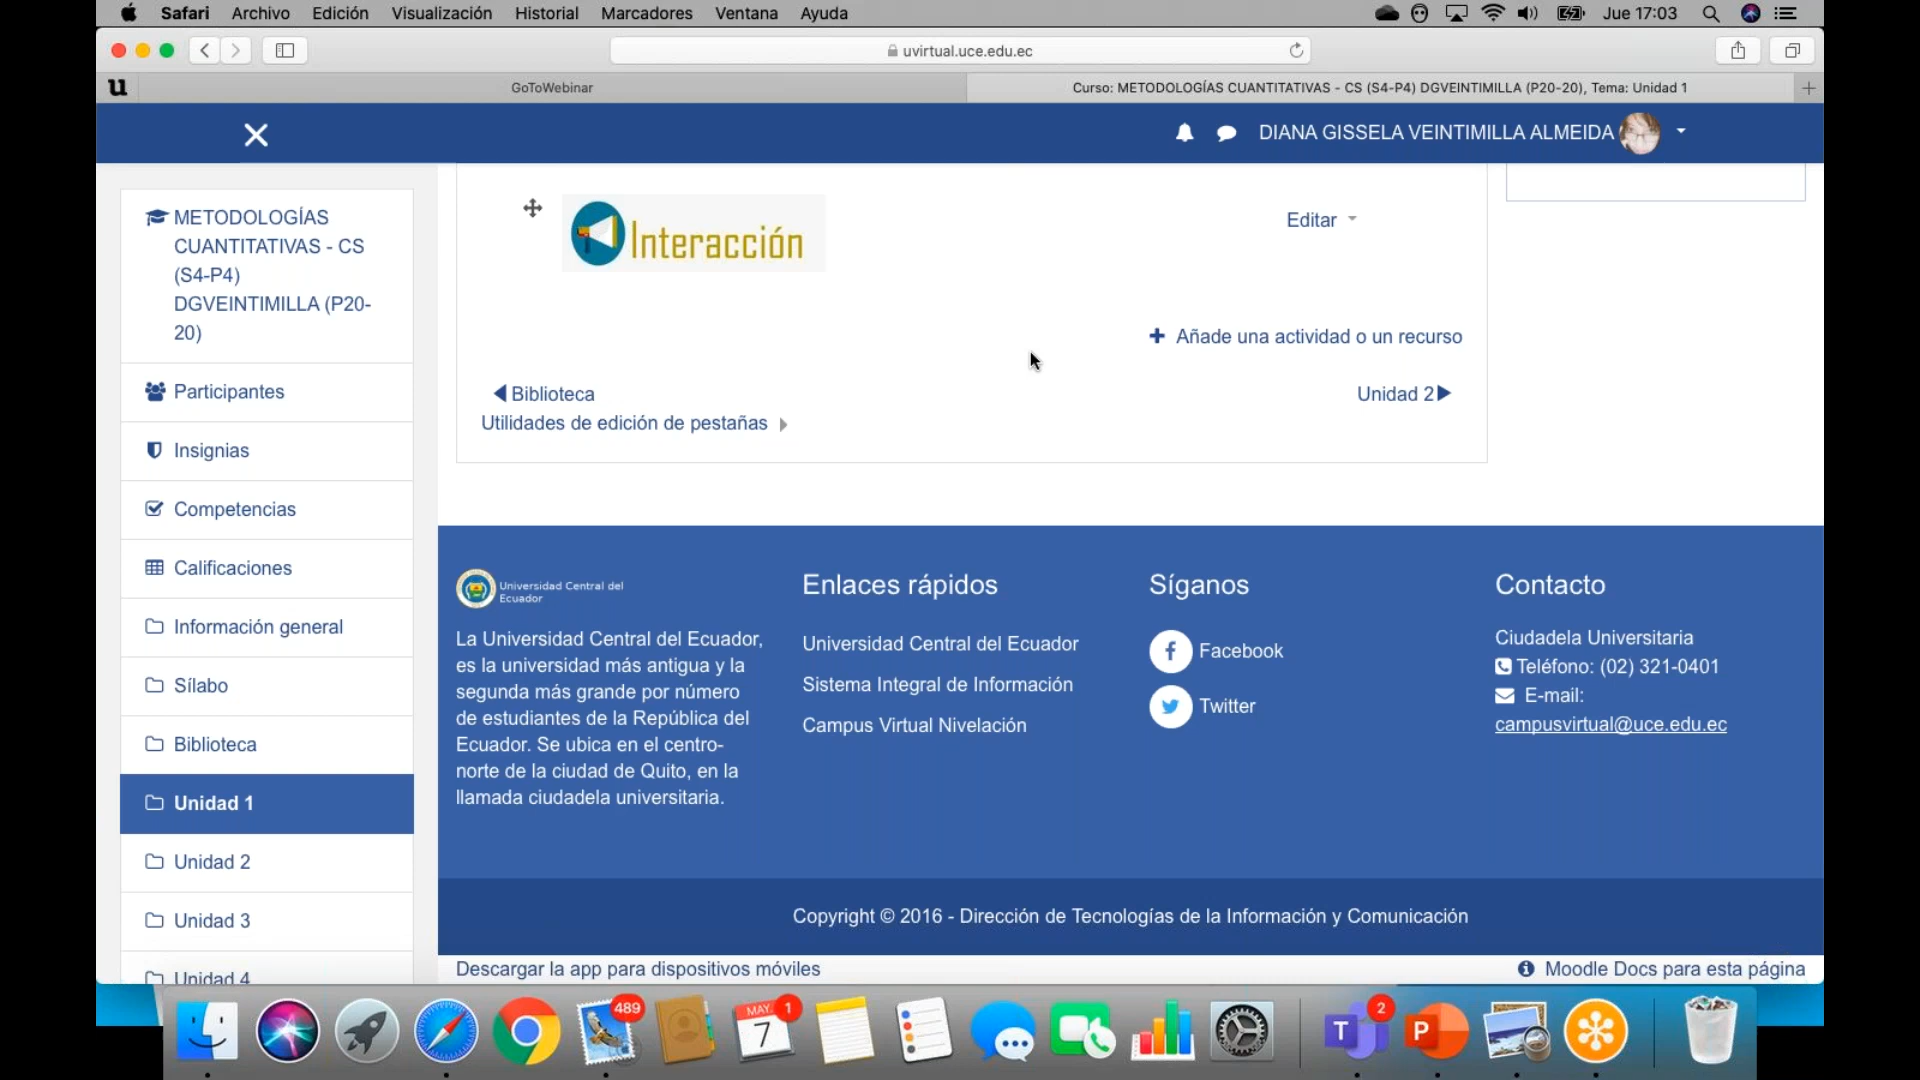 Safari Archivo Edición Visualización Historial Marcadores Ventana Ayuda Jue 17:03
uvirtual.uce.edu.ec
u GoToWebinar Curso: METODOLOGÍAS CUANTITATIVAS - CS (S4-P4) DGVEINTIMILLA (P20-20), Tema: Unidad 1
DIANA GISSELA VEINTIMILLA ALMEIDA
METODOLOGÍAS
CUANTITATIVAS - CS
(S4-P4)
DGVEINTIMILLA (P20-
20)
Participantes
Insignias
Competencias
Calificaciones
Información general
Sílabo
Biblioteca
Unidad 1
Unidad 2
Unidad 3
Unidad 4
Interacción
Editar
Añade una actividad o un recurso
Biblioteca
Unidad 2
Utilidades de edición de pestañas
Universidad Central del
Ecuador
La Universidad Central del Ecuador,
es la universidad más antigua y la
segunda más grande por número
de estudiantes de la República del
Ecuador. Se ubica en el centro-
norte de la ciudad de Quito, en la
llamada ciudadela universitaria.
Enlaces rápidos
Universidad Central del Ecuador
Sistema Integral de Información
Campus Virtual Nivelación
Síganos
Facebook
Twitter
Contacto
Ciudadela Universitaria
Teléfono: (02) 321-0401
E-mail:
campusvirtual@uce.edu.ec
Copyright © 2016 - Dirección de Tecnologías de la Información y Comunicación
Descargar la app para dispositivos móviles
Moodle Docs para esta página
489
MAY.
7
1
T
2
P